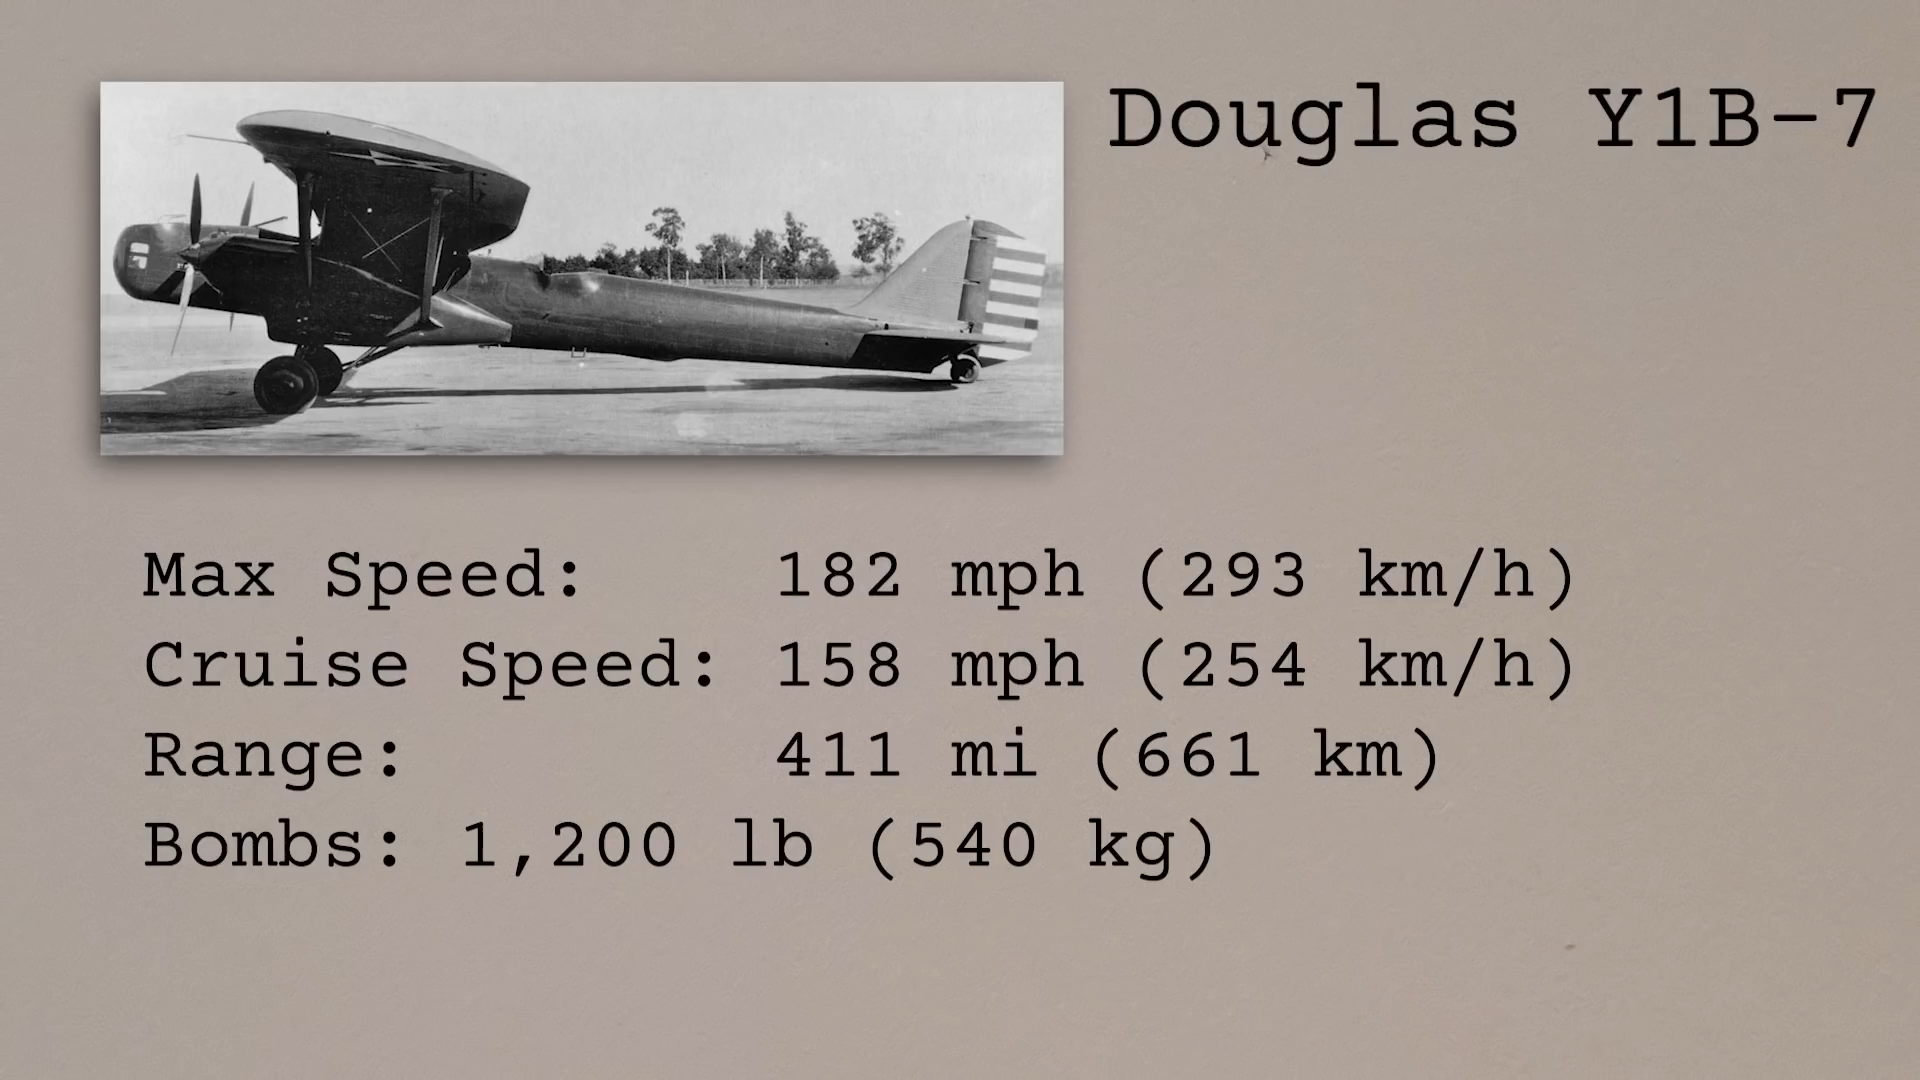 Douglas Y1B-7
Max Speed: 182 mph (293 km/h)
Cruise Speed: 158 mph (254 km/h)
Range: 411 mi (661 km)
Bombs: 1,200 lb (540 kg)